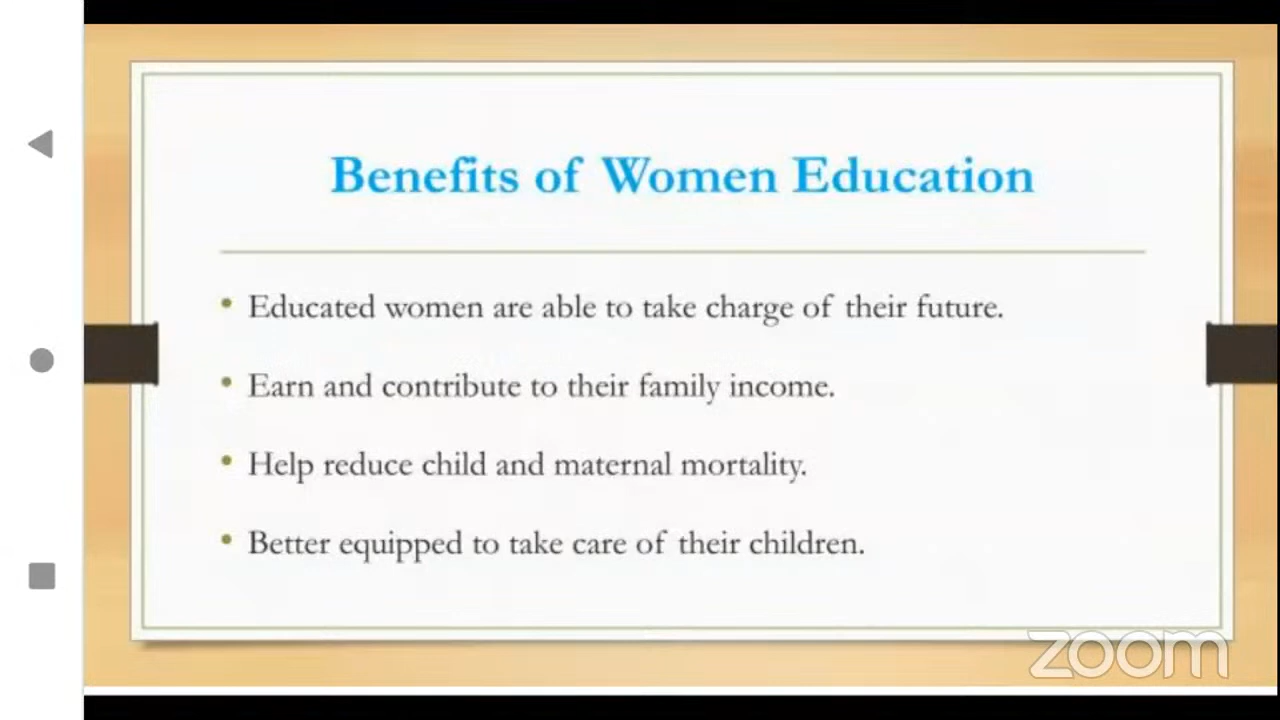 Benefits of Women Education
• Educated women are able to take charge of their future.
• Earn and contribute to their family income.
• Help reduce child and maternal mortality.
• Better equipped to take care of their children.
zoom